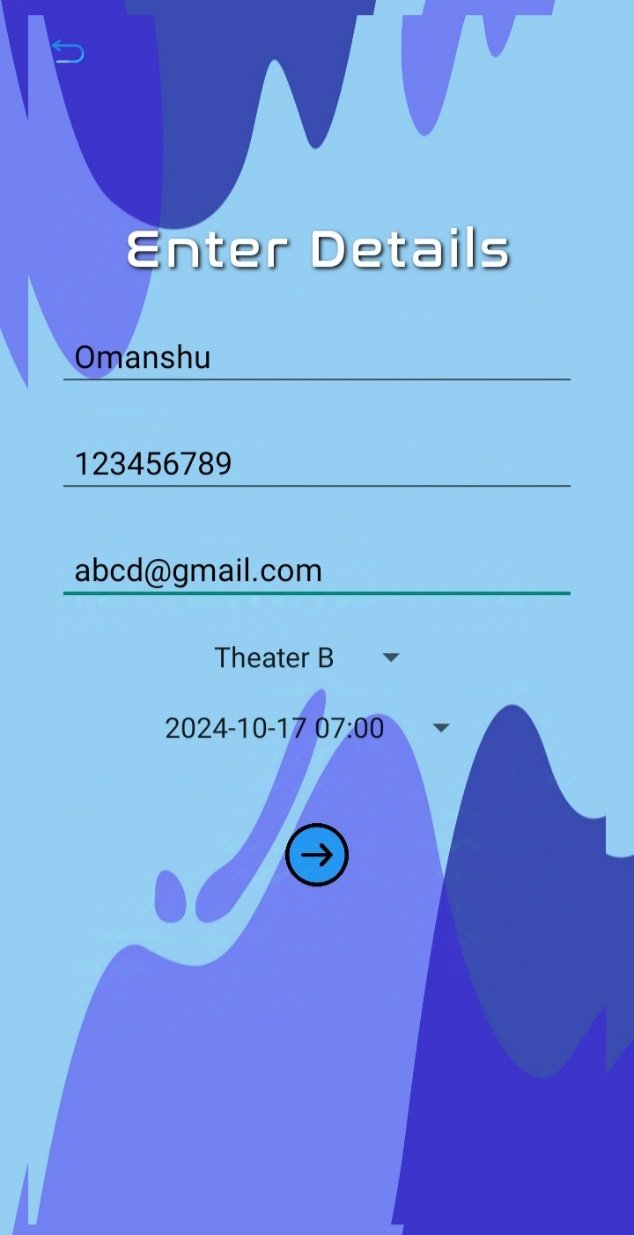 Enter Details
Omanshu
123456789
abcd@gmail.com
Theater B
2024-10-17 07:00